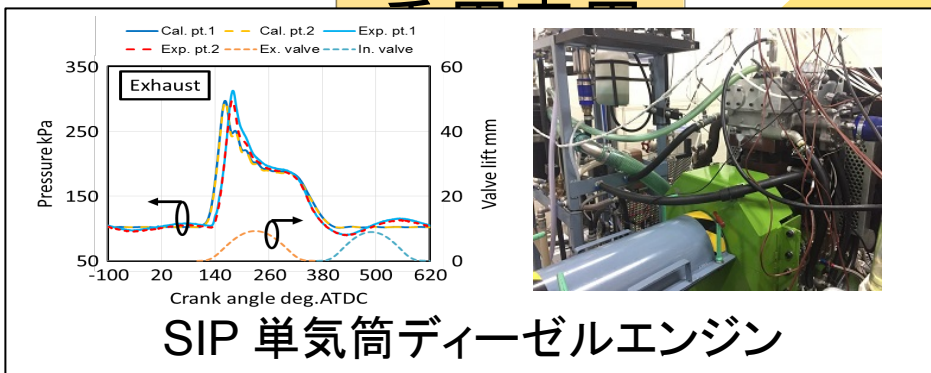 Cal. pt.1 Cal. pt.2 Exp. pt.1
Exp. pt.2 Ex. valve In. valve
350
250
150
50
Pressure kPa
Exhaust
60
40
20
0
Valve lift mm
-100 20 140 260 380 500 620
Crank angle deg.ATDC
SIP 単気筒ディーゼルエンジン